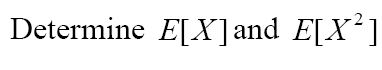 Determine E[X] and E[X²]